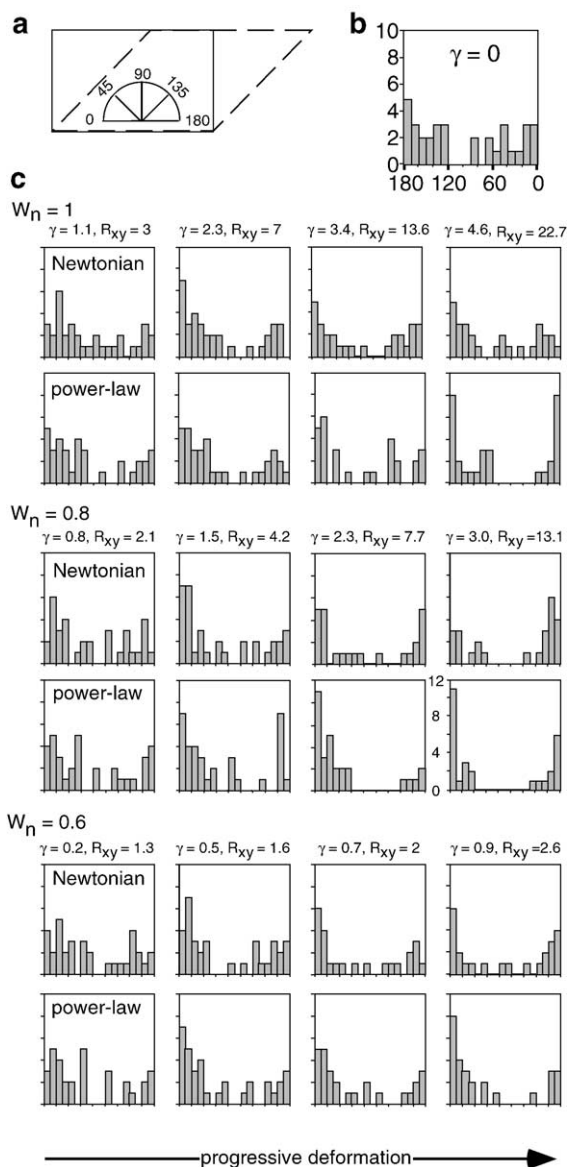 a
0 45 90 135 180
b
γ = 0
10
8
6
4
2
0
180 120 60 0
c
Wn = 1
γ = 1.1, Rxy = 3 γ = 2.3, Rxy = 7 γ = 3.4, Rxy = 13.6 γ = 4.6, Rxy = 22.7
Newtonian
power-law
Wn = 0.8
γ = 0.8, Rxy = 2.1 γ = 1.5, Rxy = 4.2 γ = 2.3, Rxy = 7.7 γ = 3.0, Rxy =13.1
Newtonian
power-law
12
8
4
0
Wn = 0.6
γ = 0.2, Rxy = 1.3 γ = 0.5, Rxy = 1.6 γ = 0.7, Rxy = 2 γ = 0.9, Rxy =2.6
Newtonian
power-law
progressive deformation